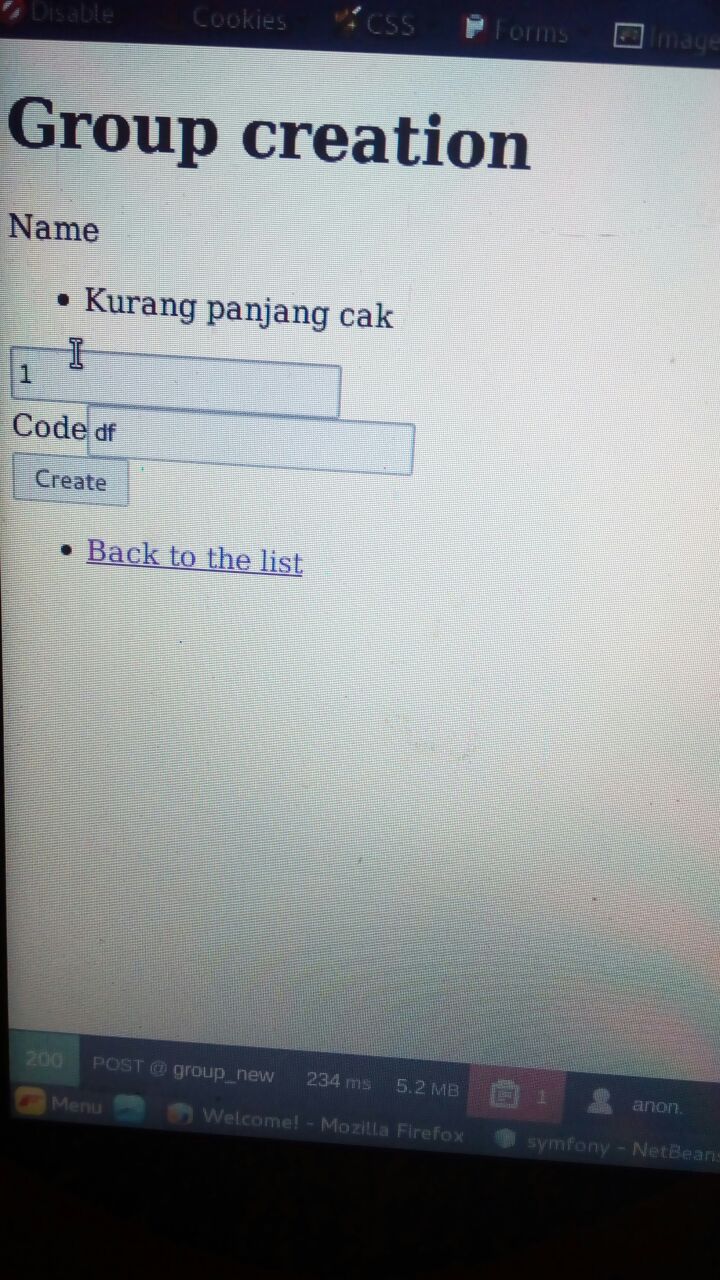 Disable Cookies CSS Forms Image
Group creation
Name
Kurang panjang cak
1
Code df
Create
Back to the list
200 POST @ group_new 234 ms 5.2 MB 1 anon.
Menu Welcome! - Mozilla Firefox symfony - NetBeans